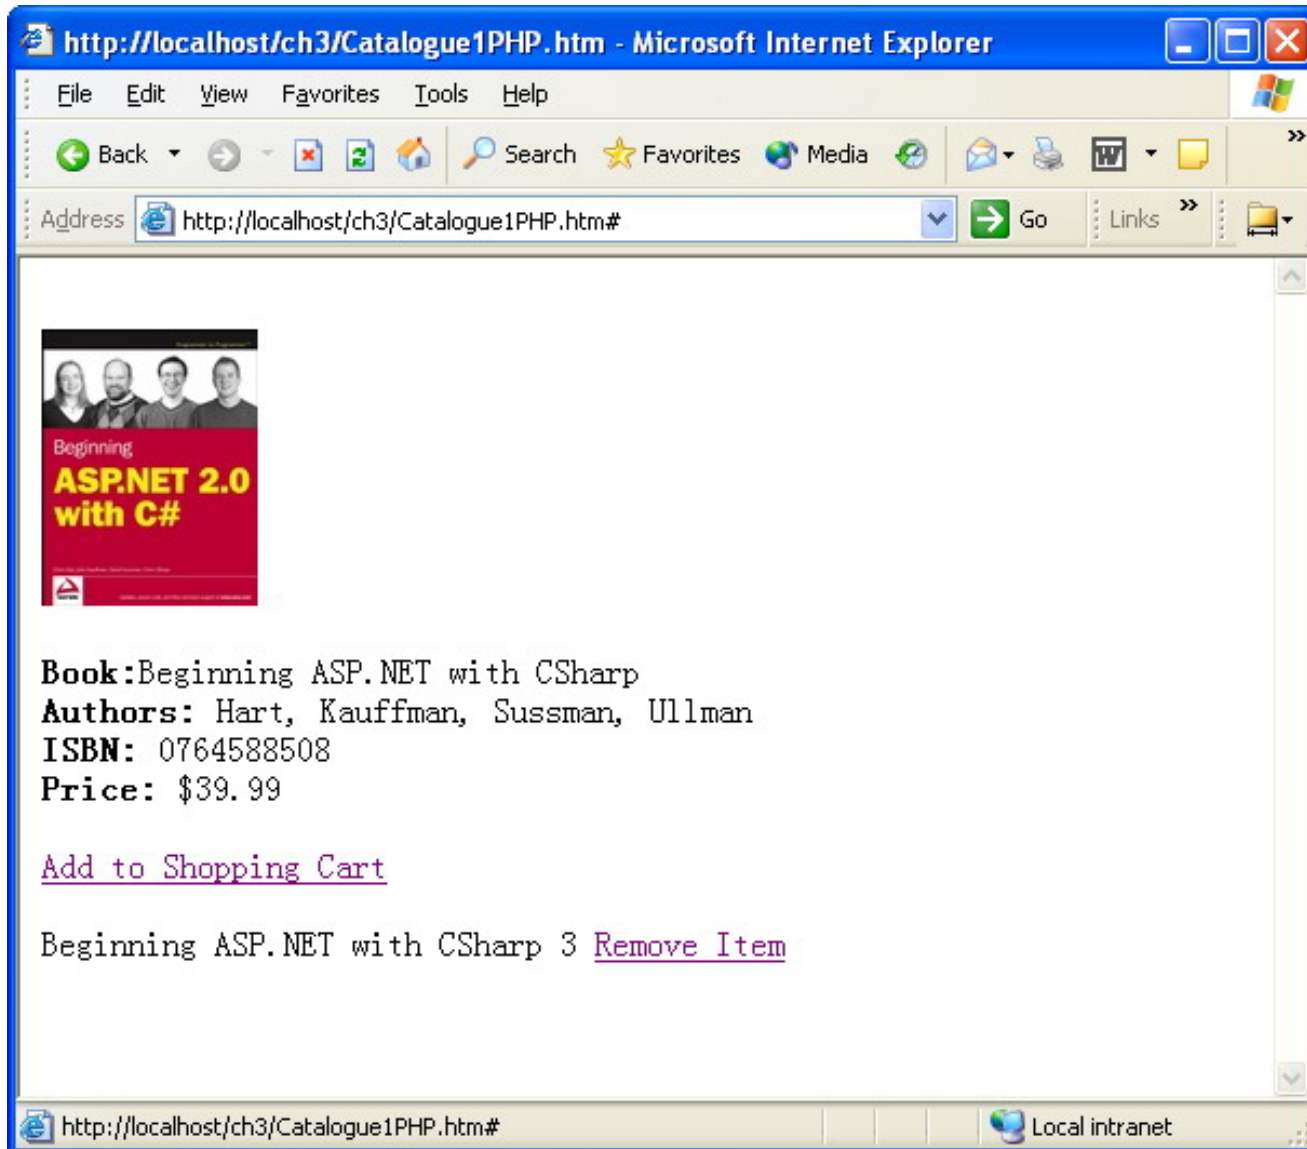 http://localhost/ch3/Catalogue1PHP.htm - Microsoft Internet Explorer
File Edit View Favorites Tools Help
Back Search Favorites Media
Address http://localhost/ch3/Catalogue1PHP.htm# Go Links
Beginning
ASP.NET 2.0
with C#
Book:Beginning ASP.NET with CSharp
Authors: Hart, Kauffman, Sussman, Ullman
ISBN: 0764588508
Price: $39.99
Add to Shopping Cart
Beginning ASP.NET with CSharp 3 Remove Item
http://localhost/ch3/Catalogue1PHP.htm# Local intranet